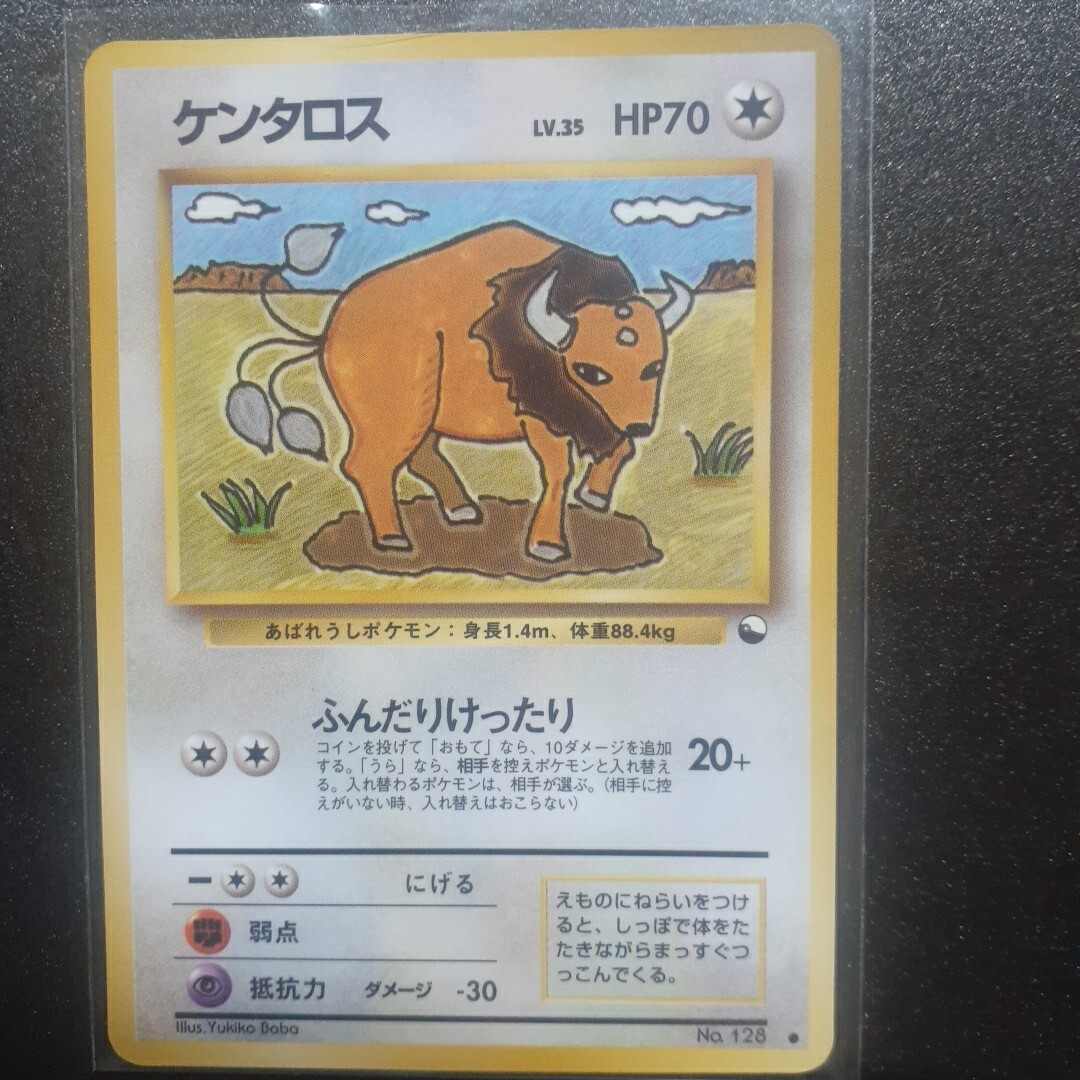 ケンタロス LV.35 HP70
あばれうしポケモン：身長1.4m、体重88.4kg
ふんだりけったり
コインを投げて「おもて」なら、10ダメージを追加
する。「うら」なら、相手を控えポケモンと入れ替え
る。入れ替わるポケモンは、相手が選ぶ。(相手に控
えがいない時、入れ替えはおこらない)
20+
ー にげる
弱点
抵抗力 ダメージ -30
えものにねらいをつけ
ると、しっぽで体をた
たきながらまっすぐつ
っこんでくる。
Illus.Yukiko Baba
No. 128